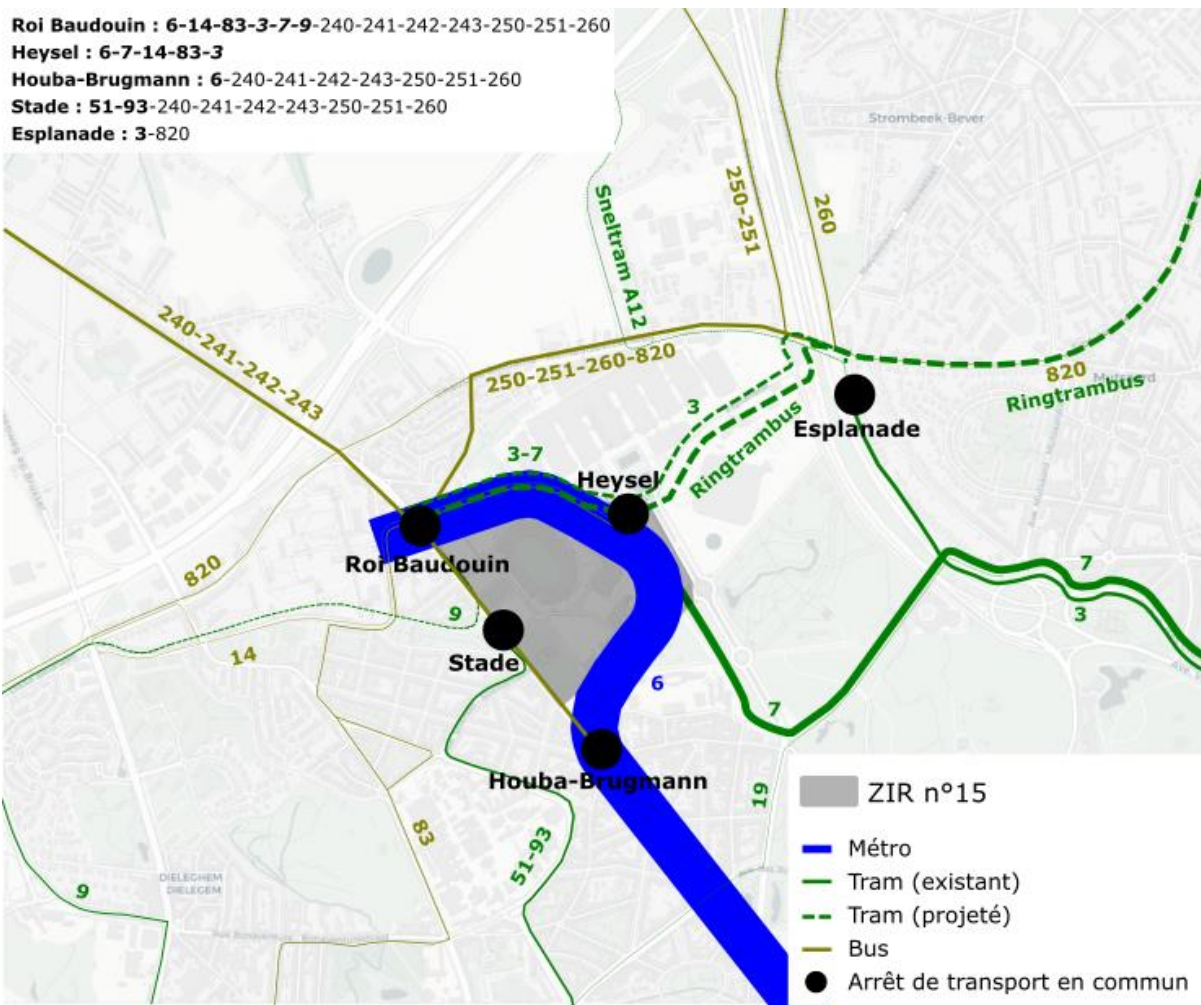 Roi Baudouin : 6-14-83-3-7-9-240-241-242-243-250-251-260
Heysel : 6-7-14-83-3
Houba-Brugmann : 6-240-241-242-243-250-251-260
Stade : 51-93-240-241-242-243-250-251-260
Esplanade : 3-820
Strombeek-Bever
250-251
260
Sneltram A12
240-241-242-243
250-251-260-820
820
Ringtrambus
3
Esplanade
Ringtrambus
3-7
Heysel
Roi Baudouin
820
9
7
3
14
Stade
6
7
Houba-Brugmann
19
83
51-93
9
DIELEGHEM
DIELEGEM
ZIR n°15
Métro
Tram (existant)
Tram (projeté)
Bus
Arrêt de transport en commun